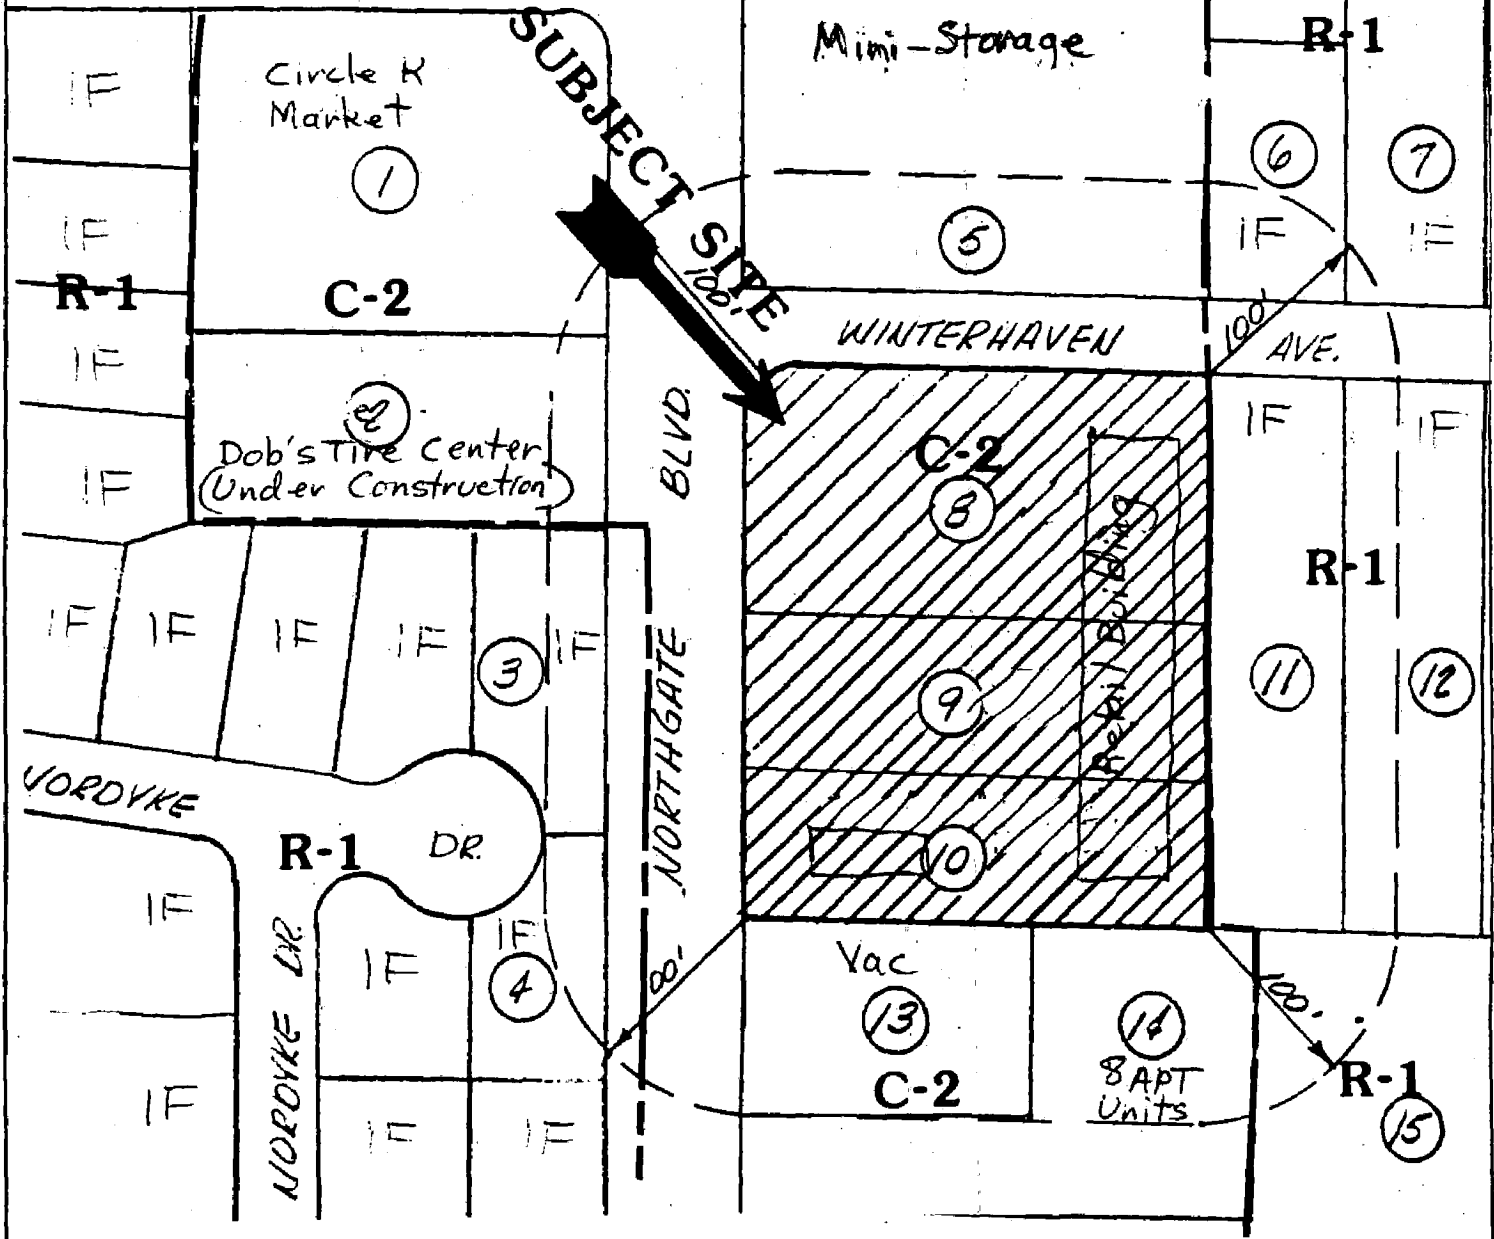 SUBJECT SITE
Mini-Storage
R-1
1F
Circle K
Market
1
6
7
1F
5
1F
1F
R-1
C-2
100'
WINTERHAVEN
AVE.
100'
1F
2
Dob's Tire Center
(Under Construction)
1F
BLVD.
C-2
8
1F
1F
R-1
1F
1F
1F
1F
3
1F
NORTHGATE
9
Retail Building
11
12
NORDYKE
R-1
DR.
10
1F
1F
1F
4
NORDYKE DR.
100'
Vac
13
C-2
14
8 APT
Units
100'
R-1
15
1F
1F
1F